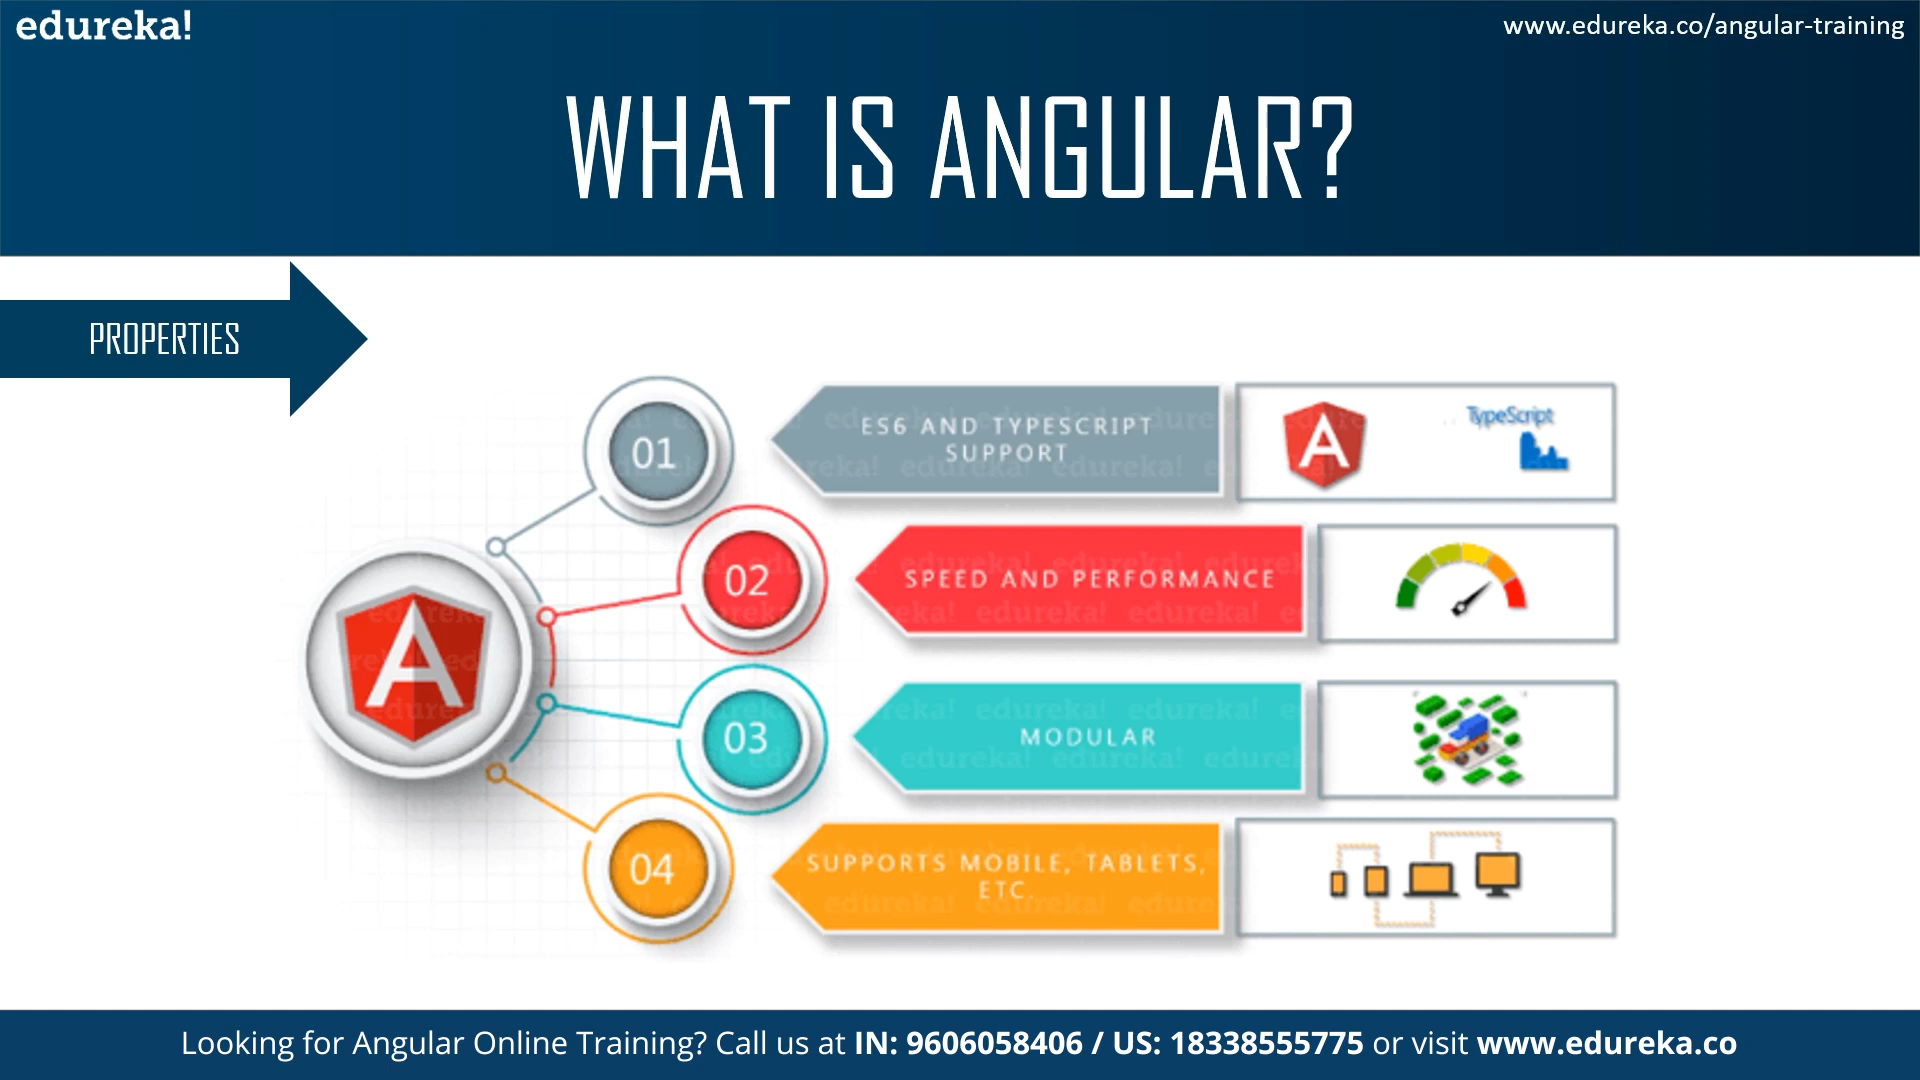 edureka!
www.edureka.co/angular-training
WHAT IS ANGULAR?
PROPERTIES
01
ES6 AND TYPESCRIPT
SUPPORT
TypeScript
02
SPEED AND PERFORMANCE
03
MODULAR
04
SUPPORTS MOBILE, TABLETS,
ETC.
Looking for Angular Online Training? Call us at IN: 9606058406 / US: 18338555775 or visit www.edureka.co